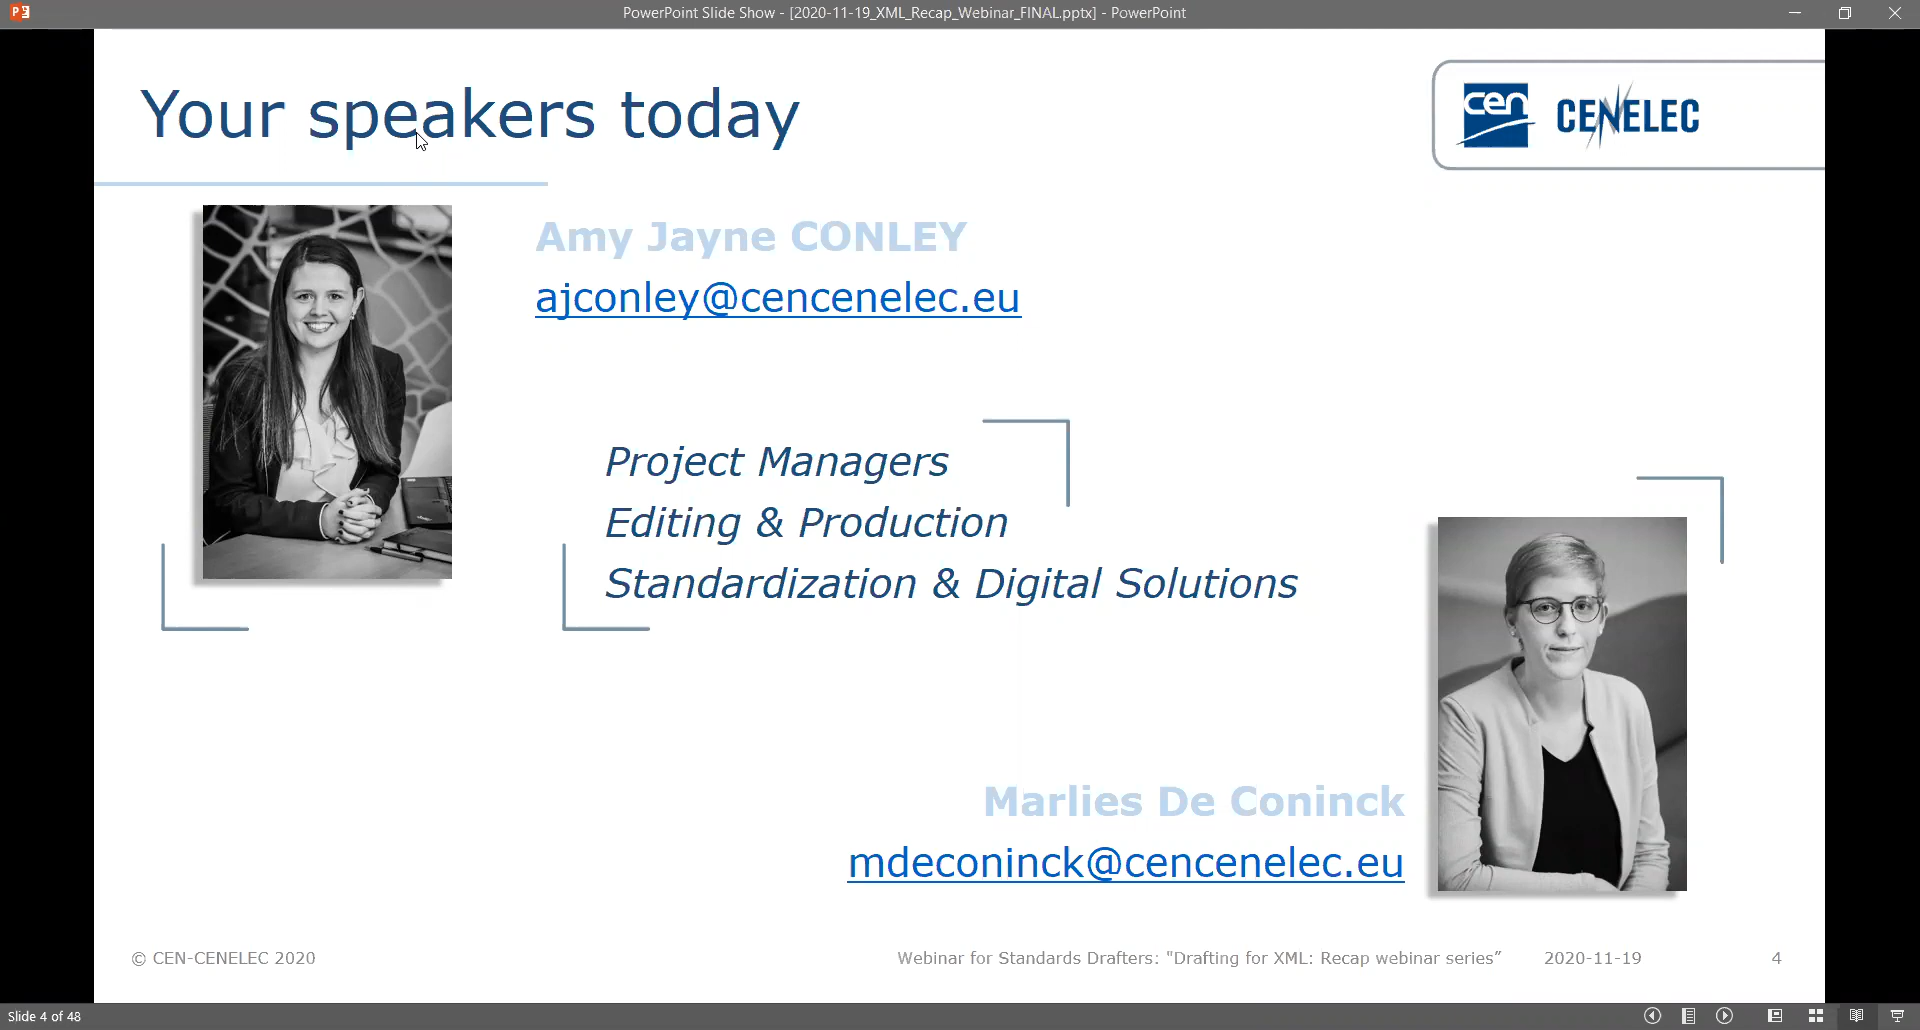 PowerPoint Slide Show - [2020-11-19_XML_Recap_Webinar_FINAL.pptx] - PowerPoint
Your speakers today
cen CENELEC
Amy Jayne CONLEY
ajconley@cencenelec.eu
Project Managers
Editing & Production
Standardization & Digital Solutions
Marlies De Coninck
mdeconinck@cencenelec.eu
© CEN-CENELEC 2020 Webinar for Standards Drafters: "Drafting for XML: Recap webinar series” 2020-11-19 4
Slide 4 of 48